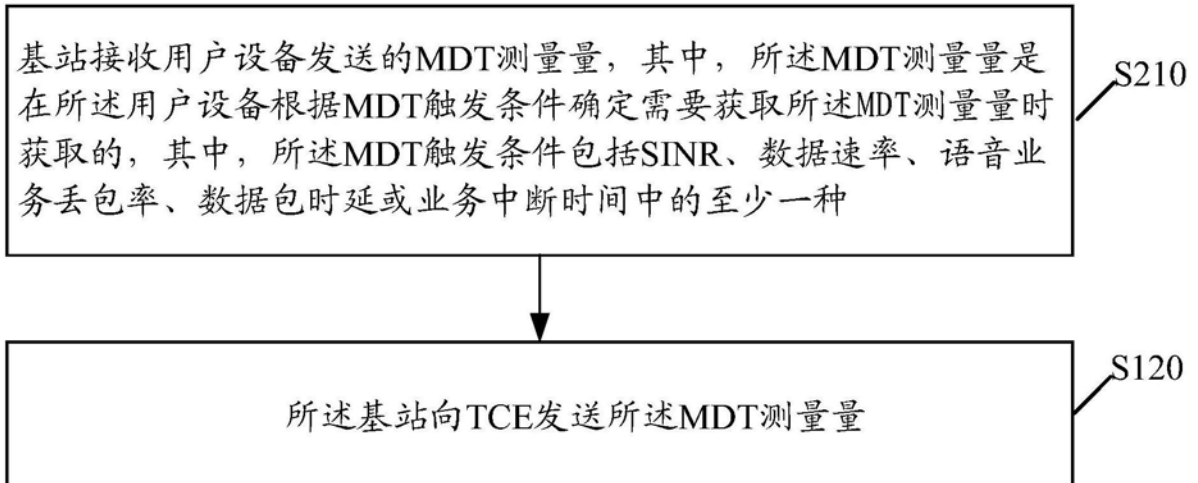 基站接收用户设备发送的MDT测量量，其中，所述MDT测量量是
在所述用户设备根据MDT触发条件确定需要获取所述MDT测量量时
获取的，其中，所述MDT触发条件包括SINR、数据速率、语音业
务丢包率、数据包时延或业务中断时间中的至少一种
S210
所述基站向TCE发送所述MDT测量量
S120